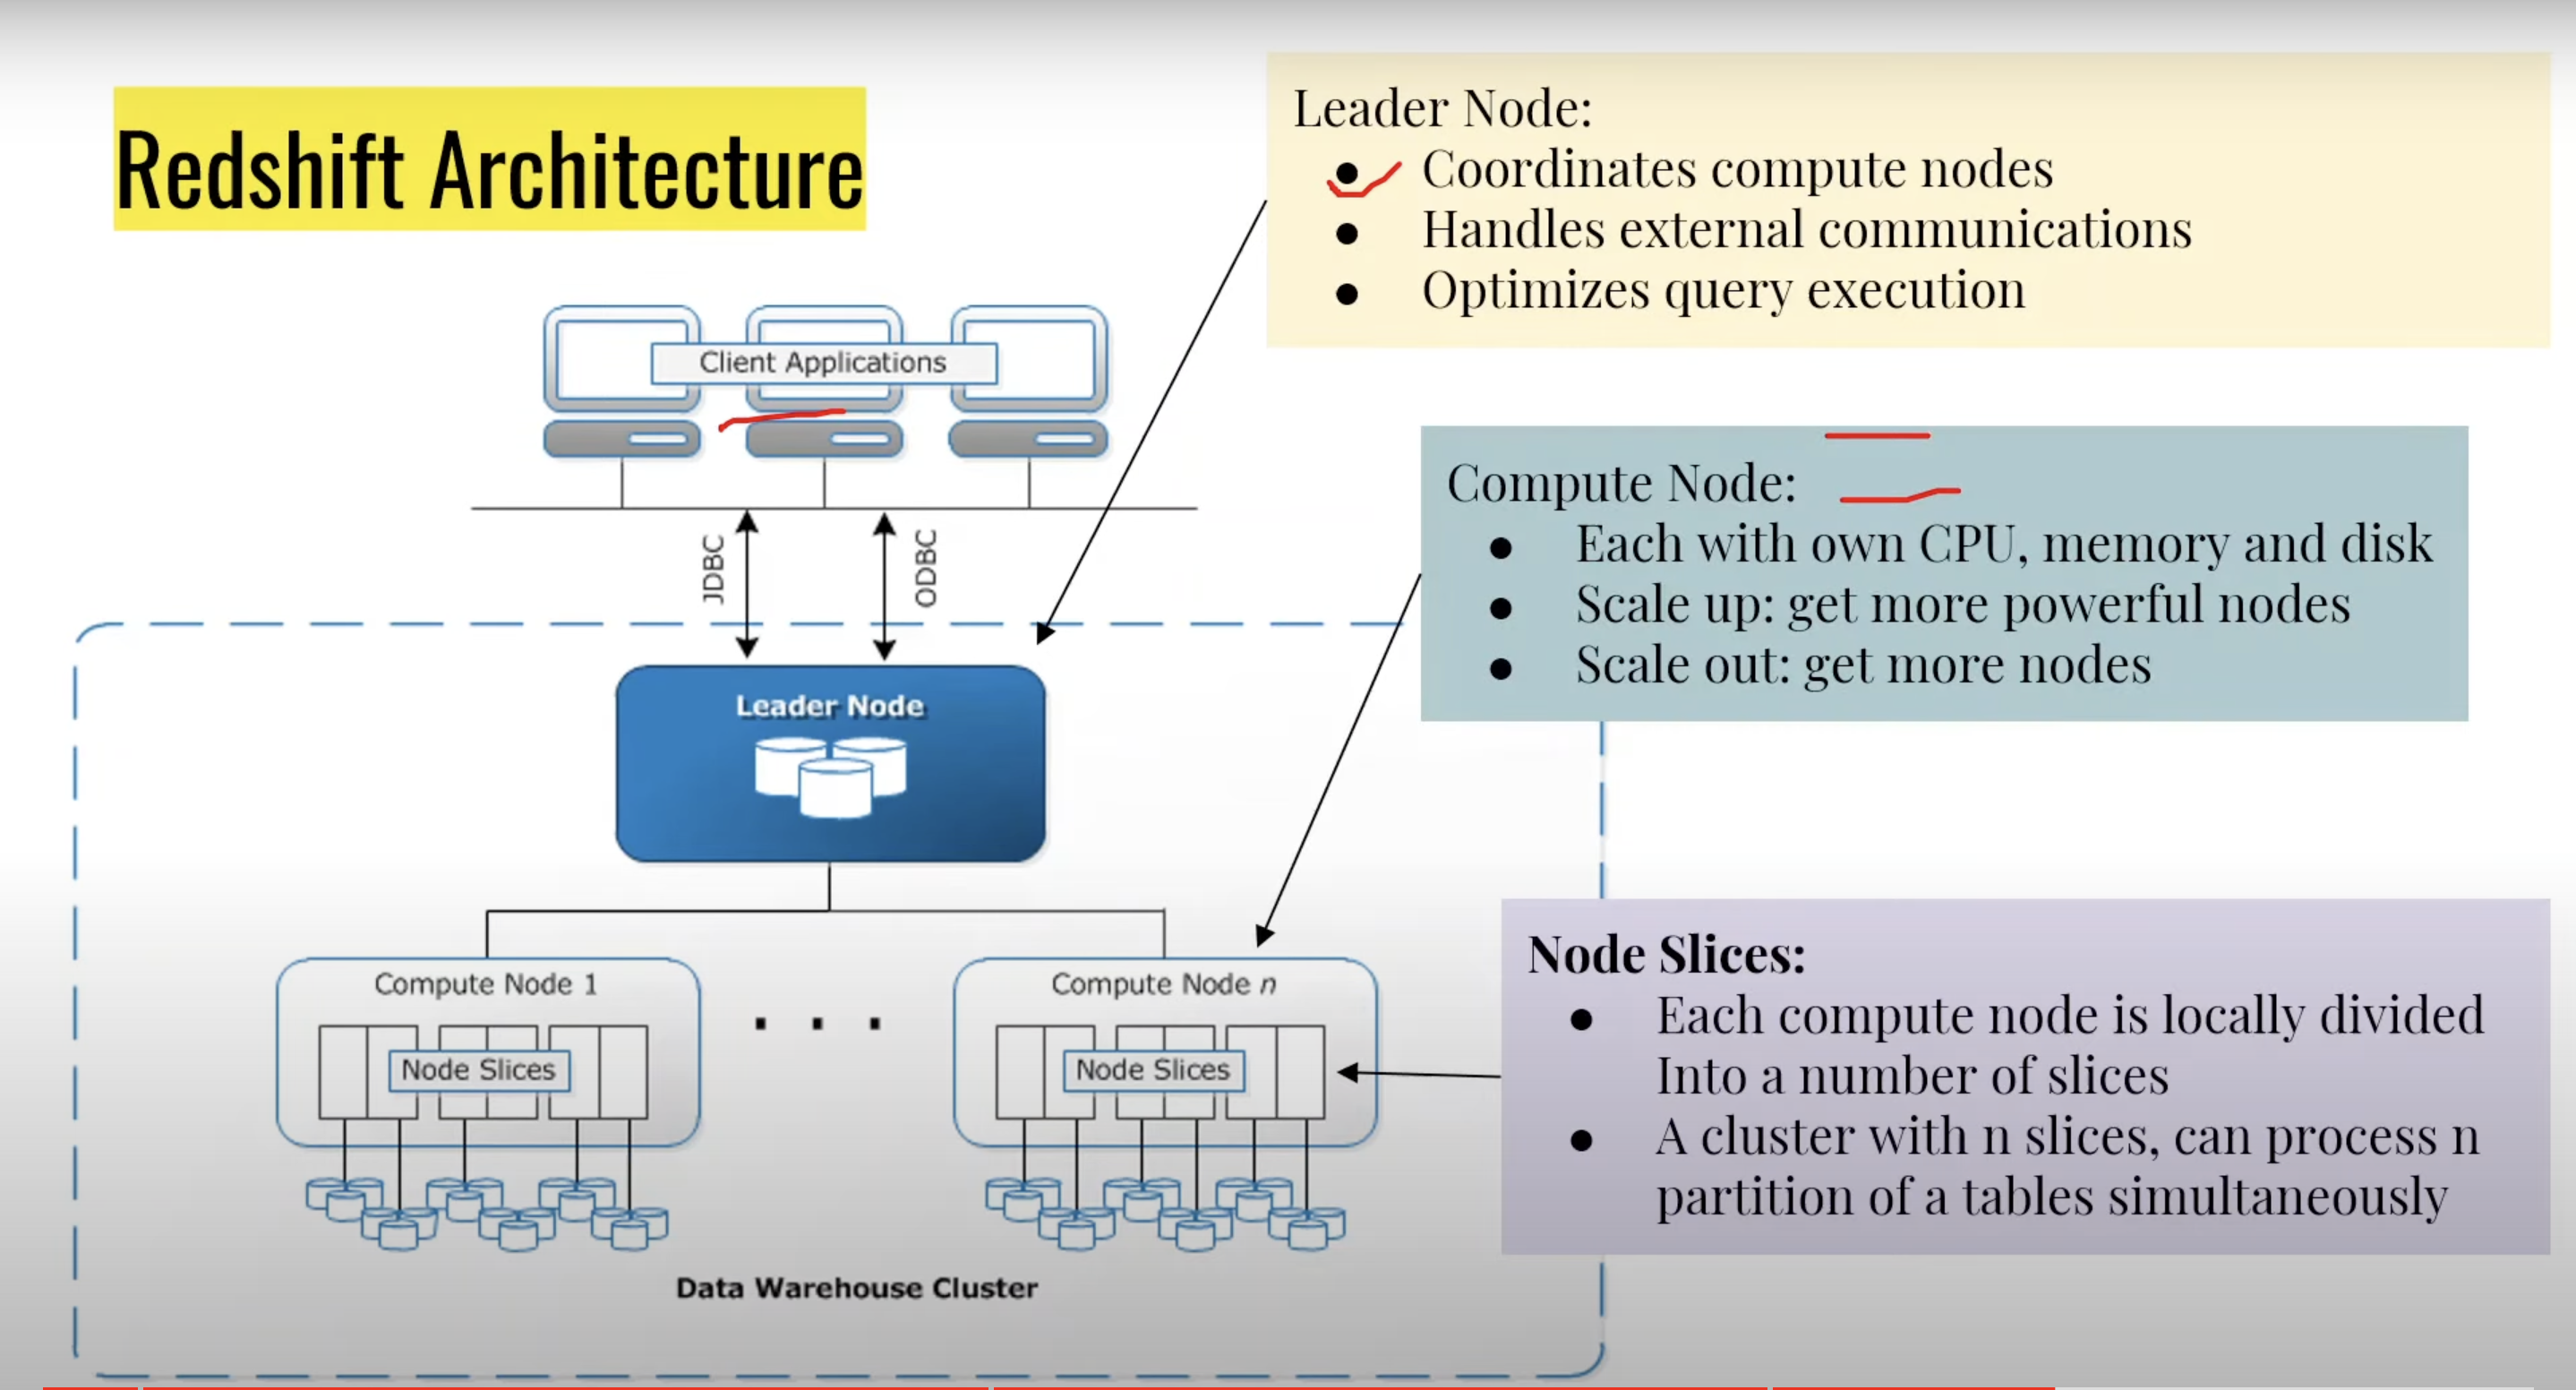 Redshift Architecture
Leader Node:
● Coordinates compute nodes
● Handles external communications
● Optimizes query execution
Client Applications
JDBC
ODBC
Compute Node:
● Each with own CPU, memory and disk
● Scale up: get more powerful nodes
● Scale out: get more nodes
Leader Node
Compute Node 1
Node Slices
. . .
Compute Node n
Node Slices
Node Slices:
● Each compute node is locally divided
Into a number of slices
● A cluster with n slices, can process n
partition of a tables simultaneously
Data Warehouse Cluster